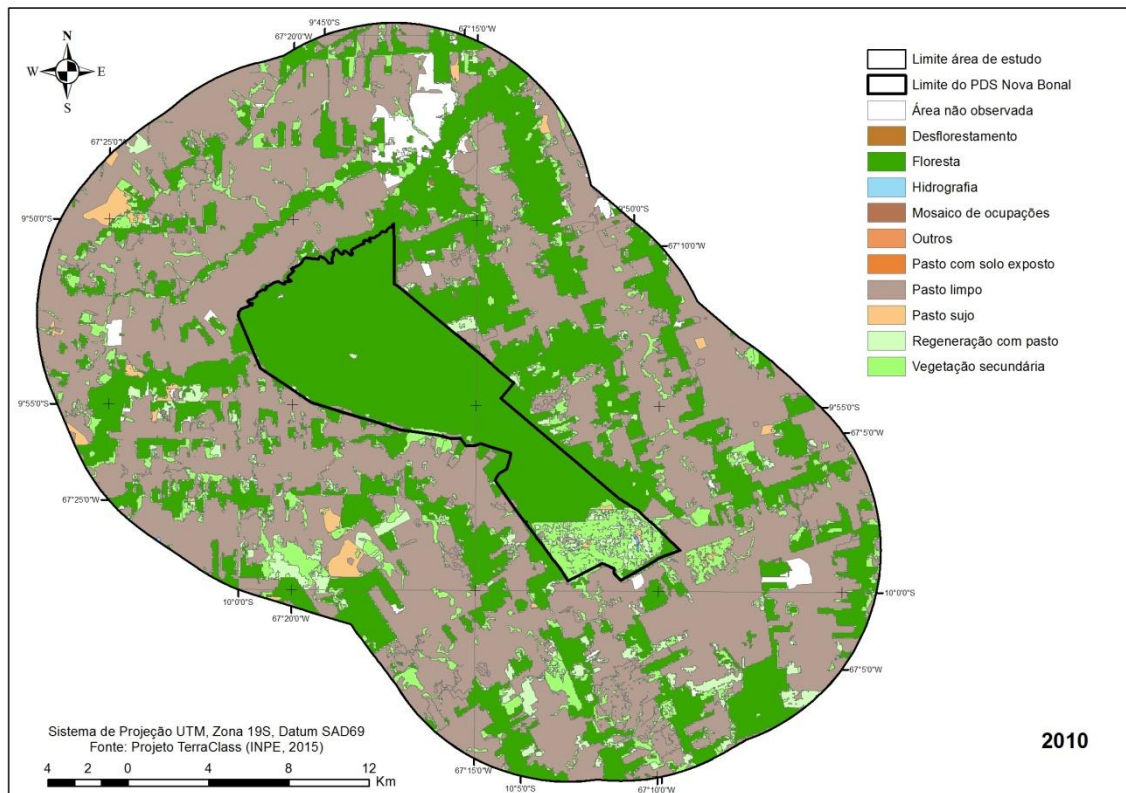 9°45'0"S
67°20'0"W
67°15'0"W
N
W E
S
67°25'0"W
9°50'0"S
9°50'0"S
67°10'0"W
9°55'0"S
9°55'0"S
67°5'0"W
67°25'0"W
10°0'0"S
67°20'0"W
10°0'0"S
67°5'0"W
67°15'0"W
10°5'0"S
67°10'0"W
Limite área de estudo
Limite do PDS Nova Bonal
Área não observada
Desflorestamento
Floresta
Hidrografia
Mosaico de ocupações
Outros
Pasto com solo exposto
Pasto limpo
Pasto sujo
Regeneração com pasto
Vegetação secundária
Sistema de Projeção UTM, Zona 19S, Datum SAD69
Fonte: Projeto TerraClass (INPE, 2015)
4 2 0 4 8 12
Km
2010